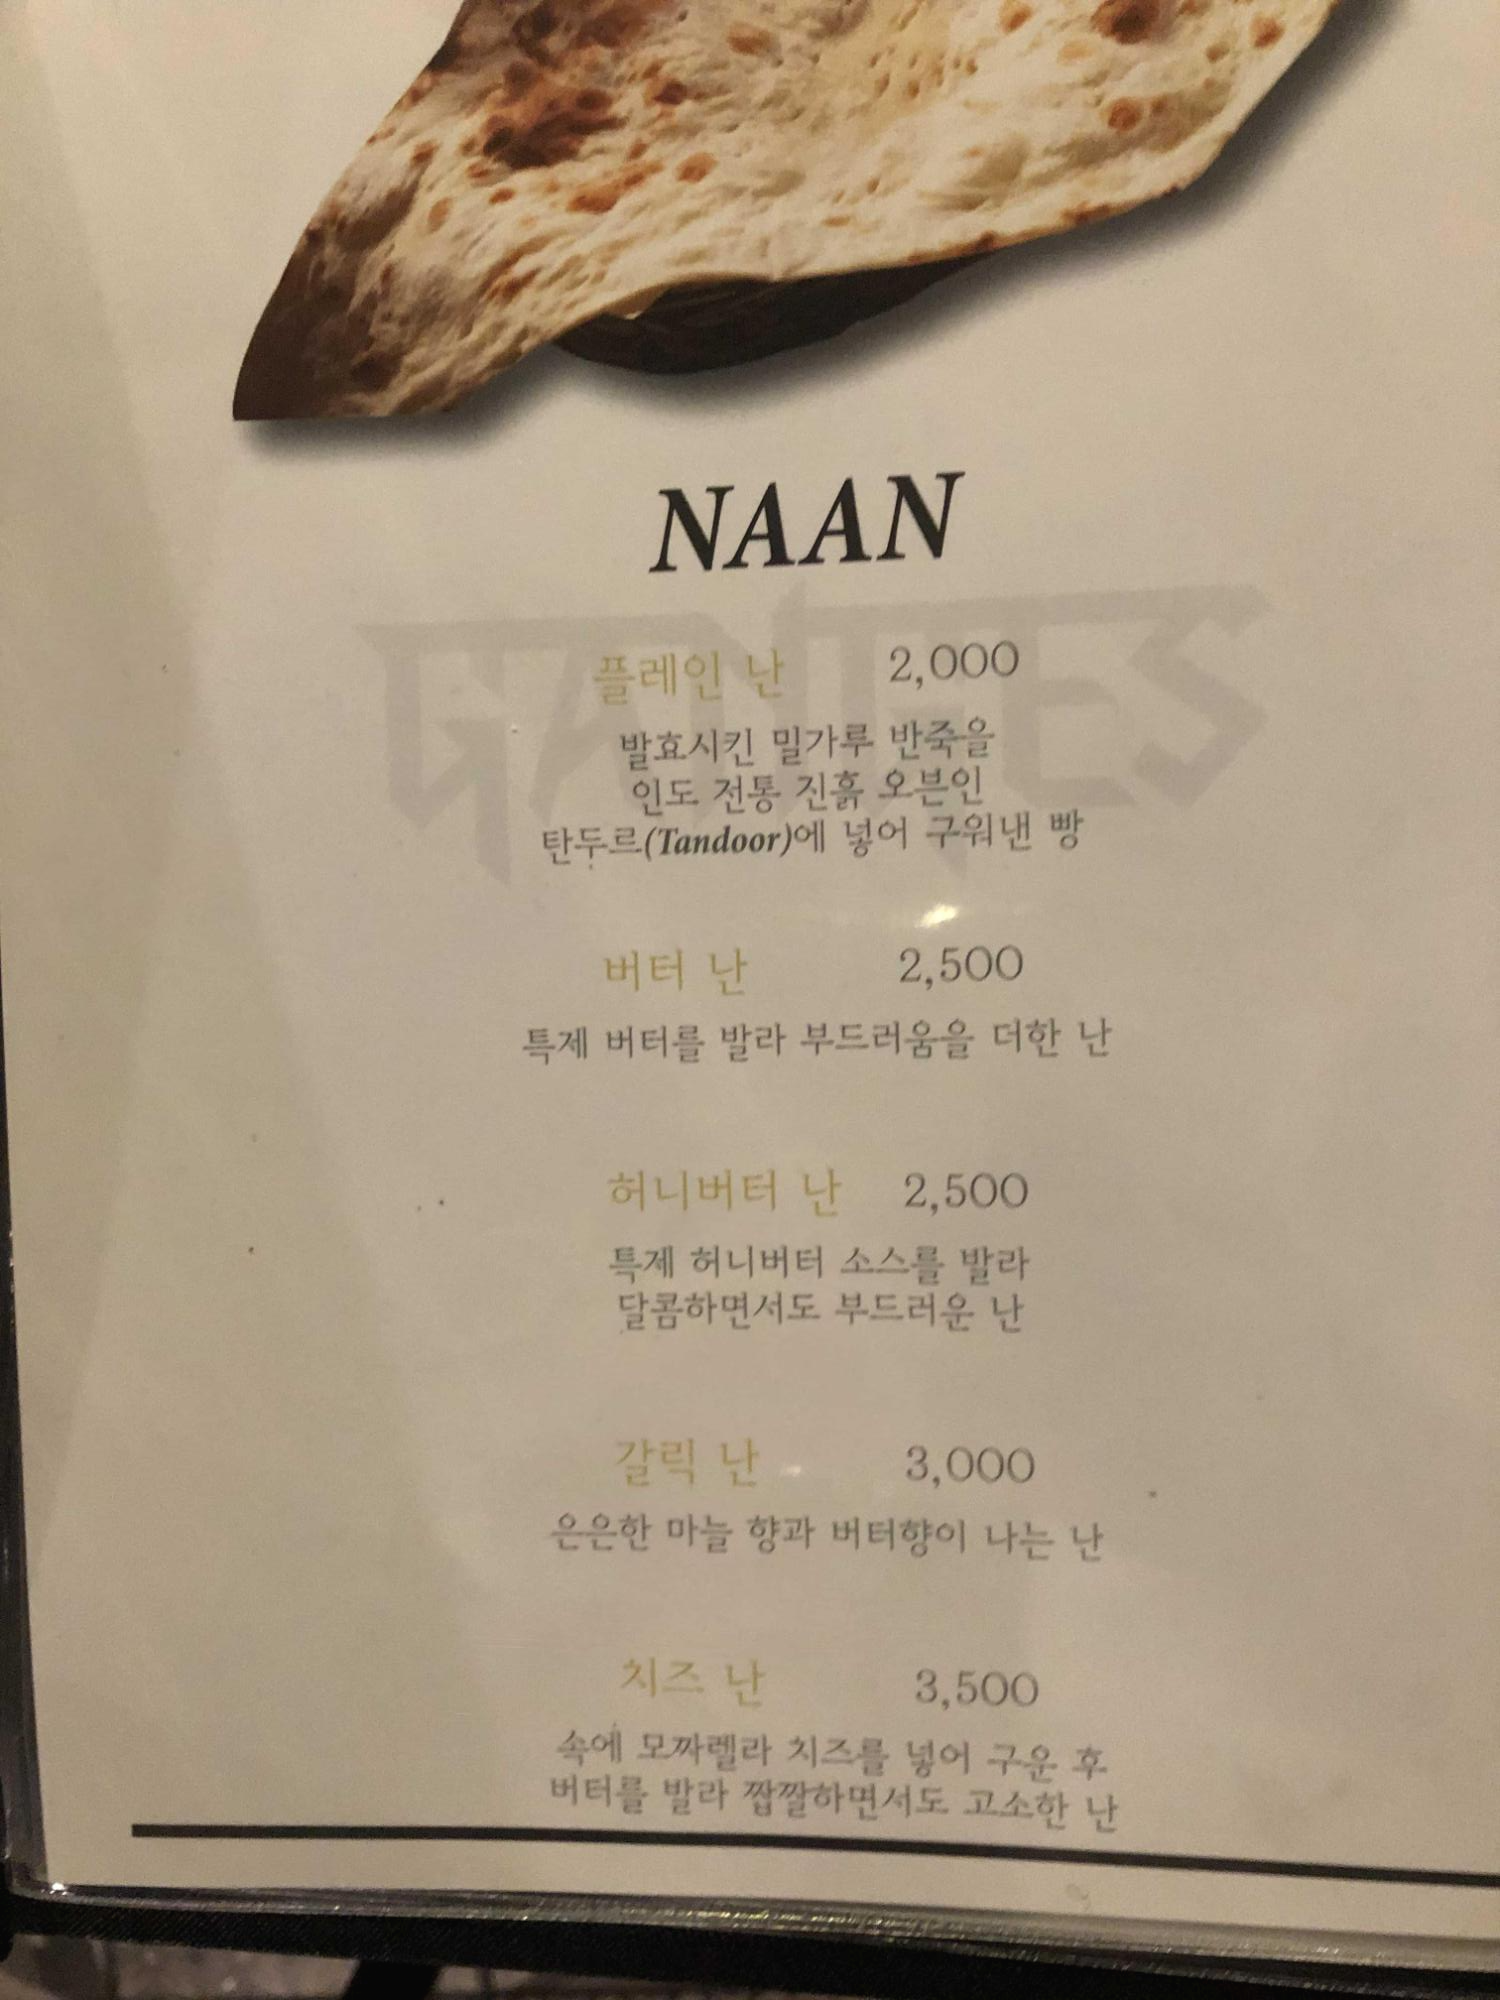 NAAN
GANGES
플레인 난 2,000
발효시킨 밀가루 반죽을
인도 전통 진흙 오븐인
탄두르(Tandoor)에 넣어 구워낸 빵
버터 난 2,500
특제 버터를 발라 부드러움을 더한 난
허니버터 난 2,500
특제 허니버터 소스를 발라
달콤하면서도 부드러운 난
갈릭 난 3,000
은은한 마늘 향과 버터향이 나는 난
치즈 난 3,500
속에 모짜렐라 치즈를 넣어 구운 후
버터를 발라 짭짤하면서도 고소한 난